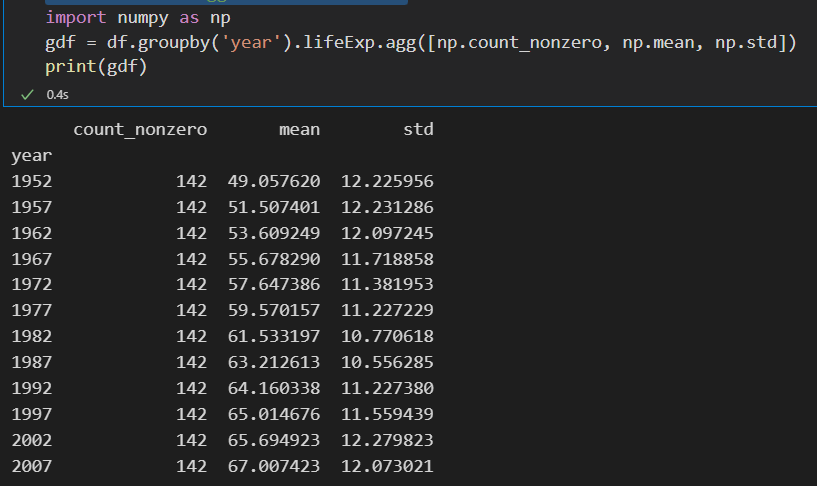 import numpy as np
gdf = df.groupby('year').lifeExp.agg([np.count_nonzero, np.mean, np.std])
print(gdf)
0.4s
count_nonzero mean std
year
1952 142 49.057620 12.225956
1957 142 51.507401 12.231286
1962 142 53.609249 12.097245
1967 142 55.678290 11.718858
1972 142 57.647386 11.381953
1977 142 59.570157 11.227229
1982 142 61.533197 10.770618
1987 142 63.212613 10.556285
1992 142 64.160338 11.227380
1997 142 65.014676 11.559439
2002 142 65.694923 12.279823
2007 142 67.007423 12.073021